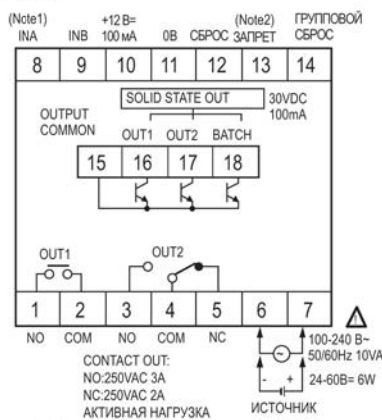 (Note1) (Note2) ГРУППОВОЙ
INA INB +12 В= 100 мА 0В СБРОС ЗАПРЕТ СБРОС
8 9 10 11 12 13 14
SOLID STATE OUT 30VDC
100mA
OUTPUT
COMMON
OUT1 OUT2 BATCH
15 16 17 18
OUT1 OUT2
1 2 3 4 5 6 7
NO COM NO COM NC
100-240 В~
50/60Hz 10VA
- + 24-60В= 6W
ИСТОЧНИК
CONTACT OUT:
NO:250VAC 3A
NC:250VAC 2A
АКТИВНАЯ НАГРУЗКА